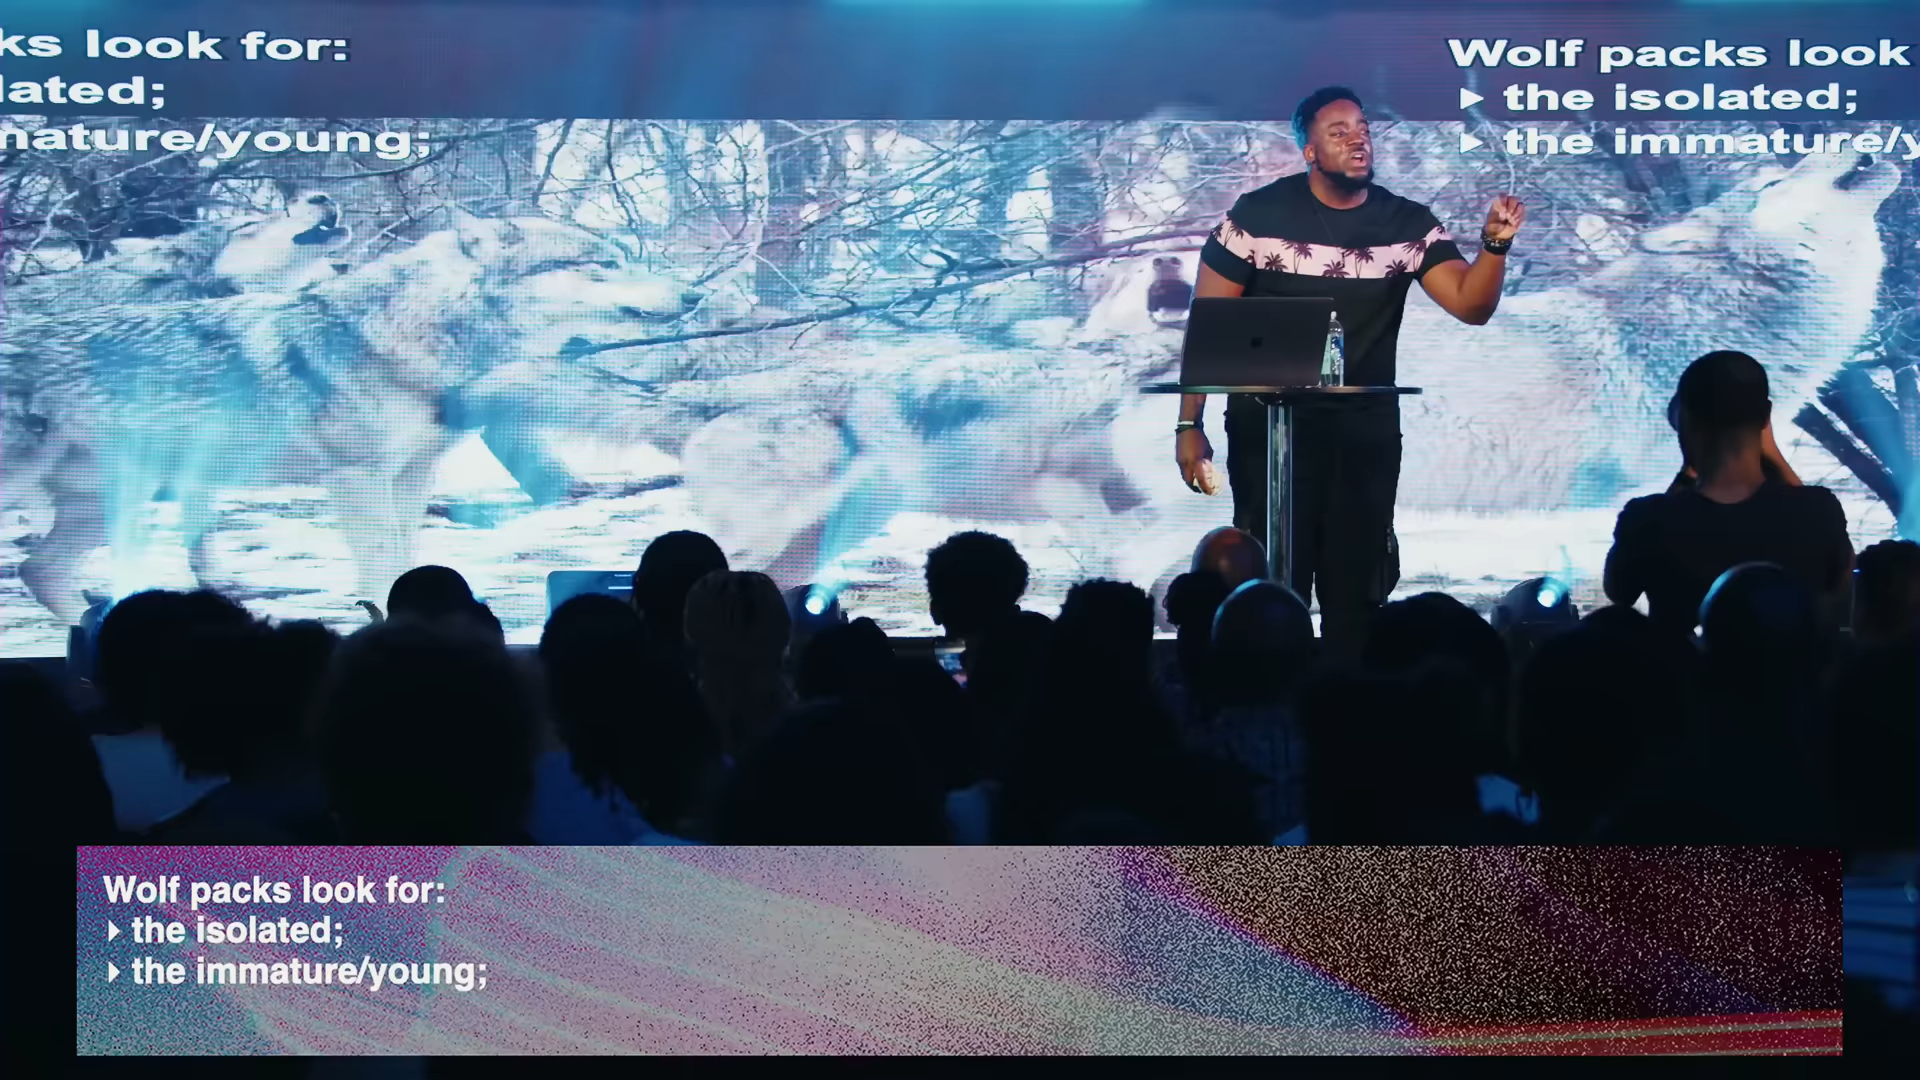 ks look for:
lated;
nature/young;
Wolf packs look
▸ the isolated;
▸ the immature/y
Wolf packs look for:
▸ the isolated;
▸ the immature/young;